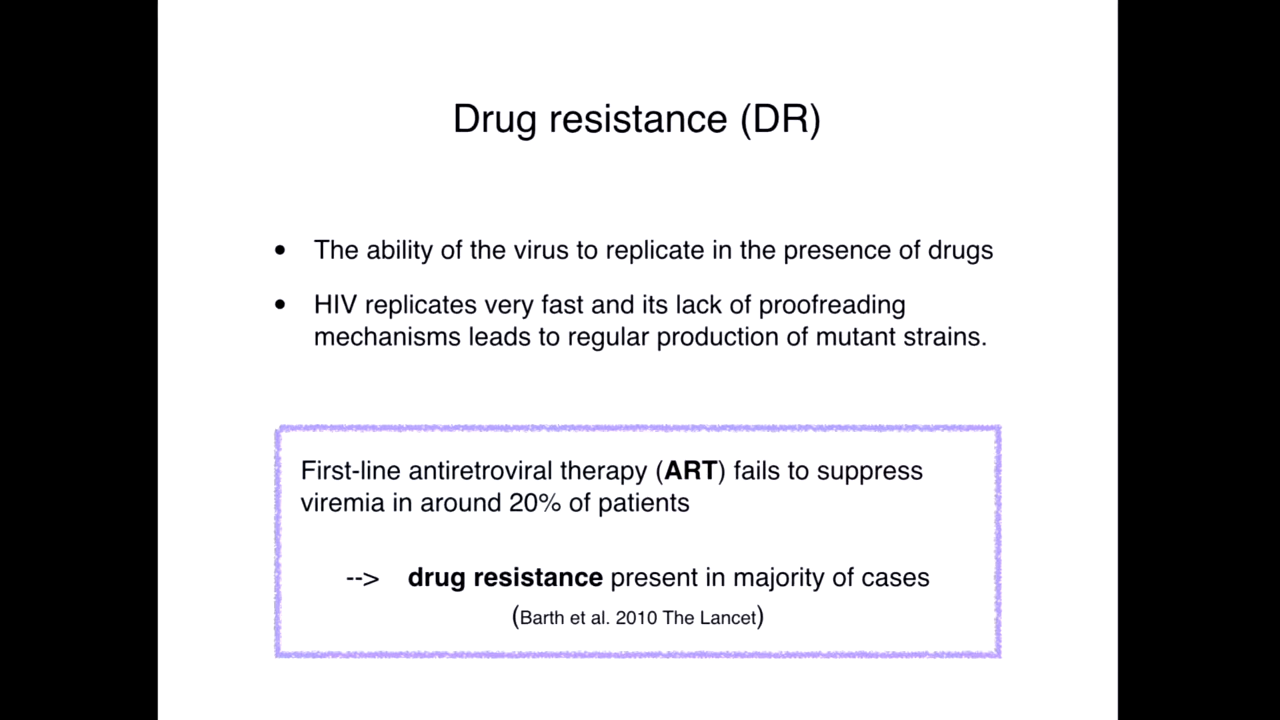 Drug resistance (DR)
• The ability of the virus to replicate in the presence of drugs
• HIV replicates very fast and its lack of proofreading
mechanisms leads to regular production of mutant strains.
First-line antiretroviral therapy (ART) fails to suppress
viremia in around 20% of patients
--> drug resistance present in majority of cases
(Barth et al. 2010 The Lancet)